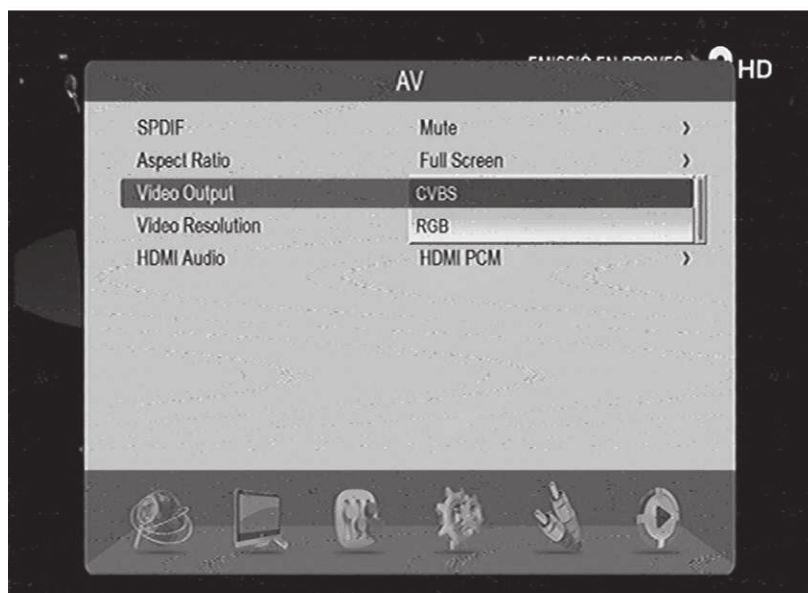 HD
AV
SPDIF Mute >
Aspect Ratio Full Screen >
Video Output CVBS
Video Resolution RGB
HDMI Audio HDMI PCM >